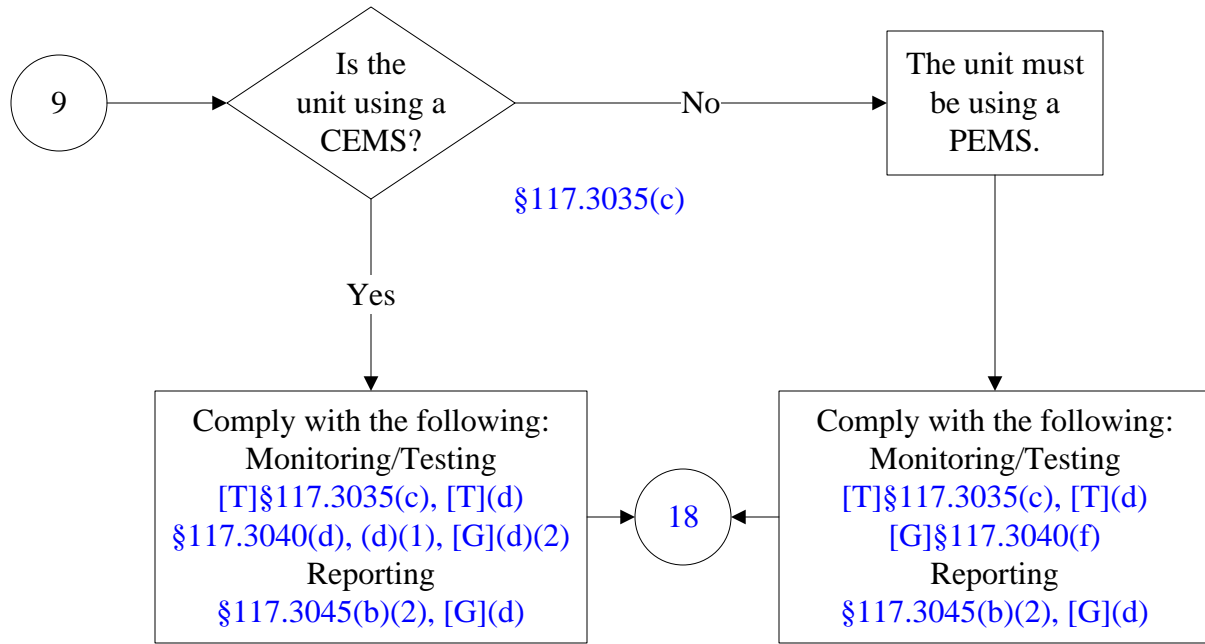 9
Is the
unit using a
CEMS?
No
The unit must
be using a
PEMS.
§117.3035(c)
Yes
Comply with the following:
Monitoring/Testing
[T]§117.3035(c), [T](d)
§117.3040(d), (d)(1), [G](d)(2)
Reporting
§117.3045(b)(2), [G](d)
18
Comply with the following:
Monitoring/Testing
[T]§117.3035(c), [T](d)
[G]§117.3040(f)
Reporting
§117.3045(b)(2), [G](d)